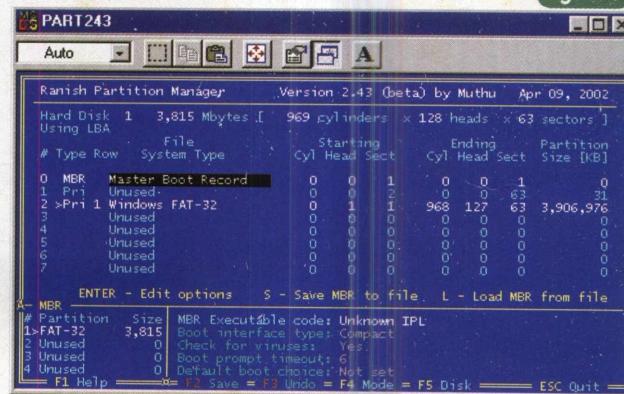 PART243
Auto
A
Ranish Partition Manager Version 2.43 (beta) by Muthu Apr 09, 2002
Hard Disk 1 3,815 Mbytes [ 969 cylinders x 128 heads x 63 sectors ]
Using LBA
File Starting Ending Partition
# Type Row System Type Cyl Head Sect Cyl Head Sect Size [KB]
0 MBR Master Boot Record 0 0 1 0 0 1 0
1 Pri Unused 0 0 2 0 0 63 31
2 >Pri 1 Windows FAT-32 0 1 1 968 127 63 3,906,976
3 Unused 0 0 0 0 0 0 0
4 Unused 0 0 0 0 0 0 0
5 Unused 0 0 0 0 0 0 0
6 Unused 0 0 0 0 0 0 0
7 Unused 0 0 0 0 0 0 0
ENTER - Edit options S - Save MBR to file L - Load MBR from file
MBR
# Partition Size MBR Executable code: Unknown IPL
1>FAT-32 3,815 Boot interface type: Compact
2 Unused 0 Check for viruses: Yes
3 Unused 0 Boot prompt timeout: 6
4 Unused 0 Default boot choice: Not set
F1 Help F2 Save = F3 Undo = F4 Mode = F5 Disk ESC Quit